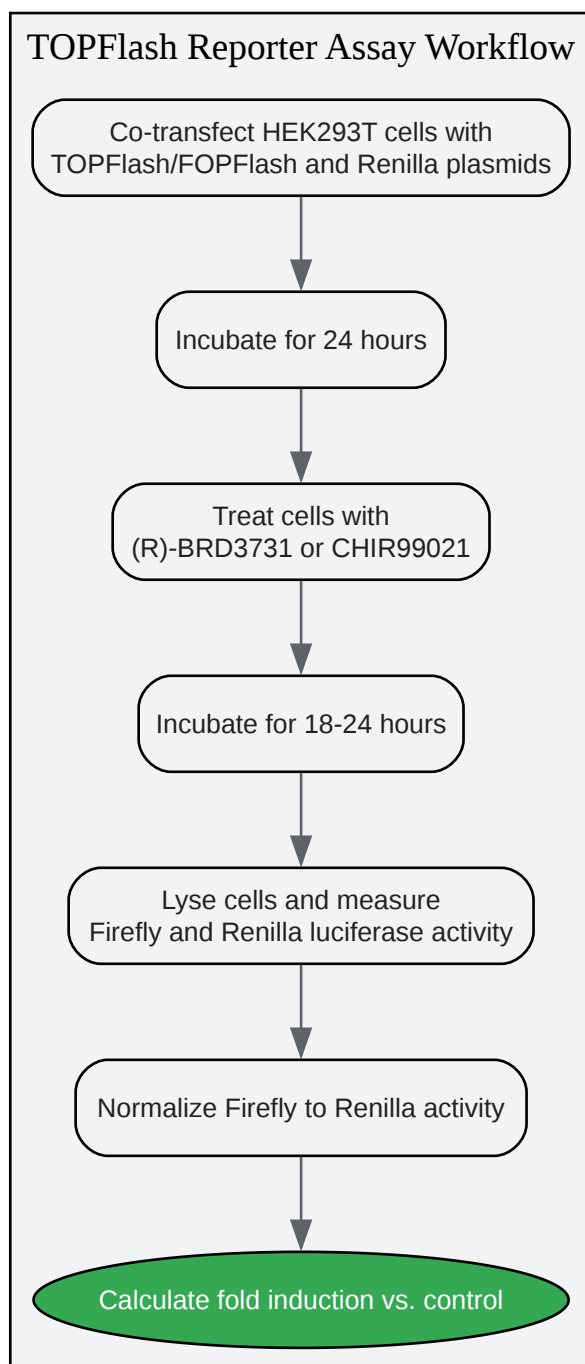 TOPFlash Reporter Assay Workflow
Co-transfect HEK293T cells with
TOPFlash/FOPFlash and Renilla plasmids
Incubate for 24 hours
Treat cells with
(R)-BRD3731 or CHIR99021
Incubate for 18-24 hours
Lyse cells and measure
Firefly and Renilla luciferase activity
Normalize Firefly to Renilla activity
Calculate fold induction vs. control